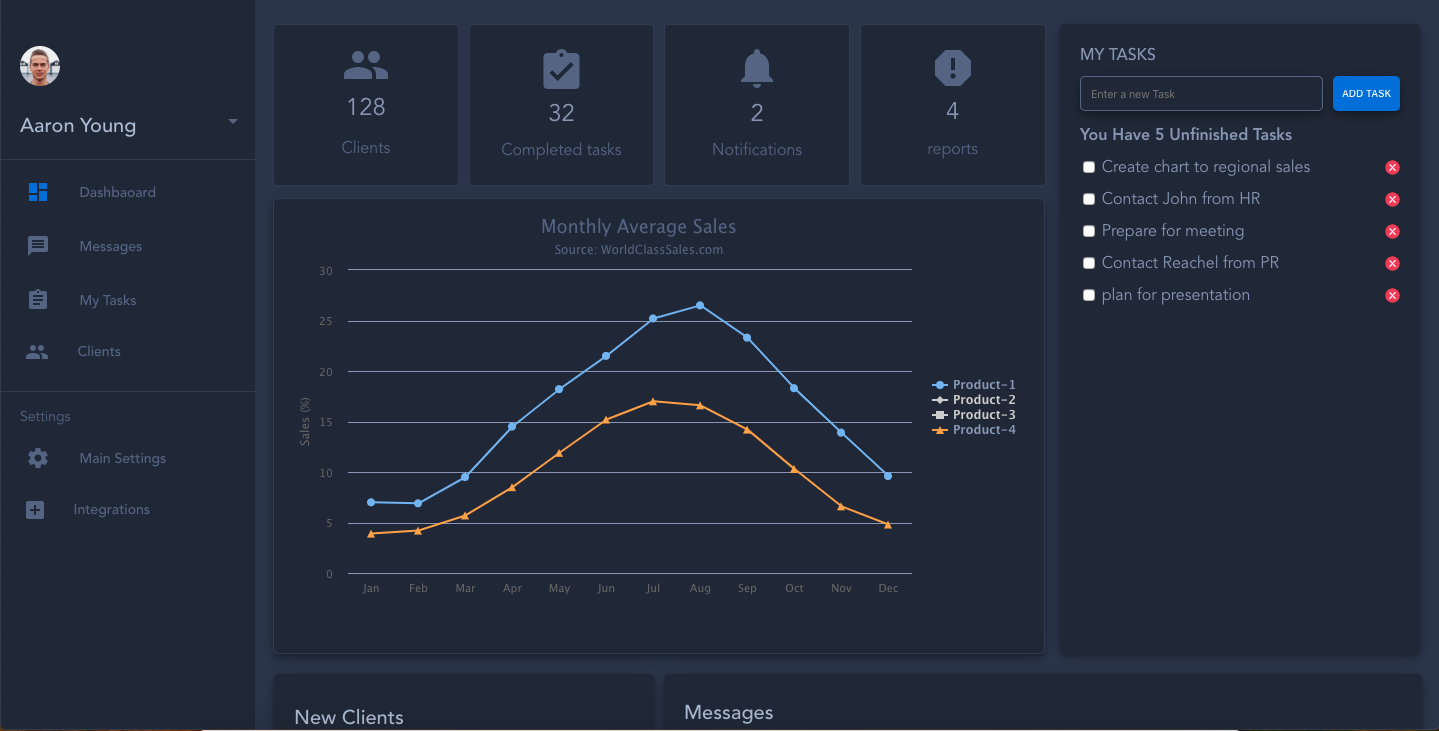 Aaron Young
Dashbaoard
Messages
My Tasks
Clients
Settings
Main Settings
Integrations
128
Clients
32
Completed tasks
2
Notifications
4
reports
Monthly Average Sales
Source: WorldClassSales.com
Sales (%)
30
25
20
15
10
5
0
Jan Feb Mar Apr May Jun Jul Aug Sep Oct Nov Dec
Product-1
Product-2
Product-3
Product-4
MY TASKS
Enter a new Task
ADD TASK
You Have 5 Unfinished Tasks
Create chart to regional sales
Contact John from HR
Prepare for meeting
Contact Reachel from PR
plan for presentation
New Clients
Messages